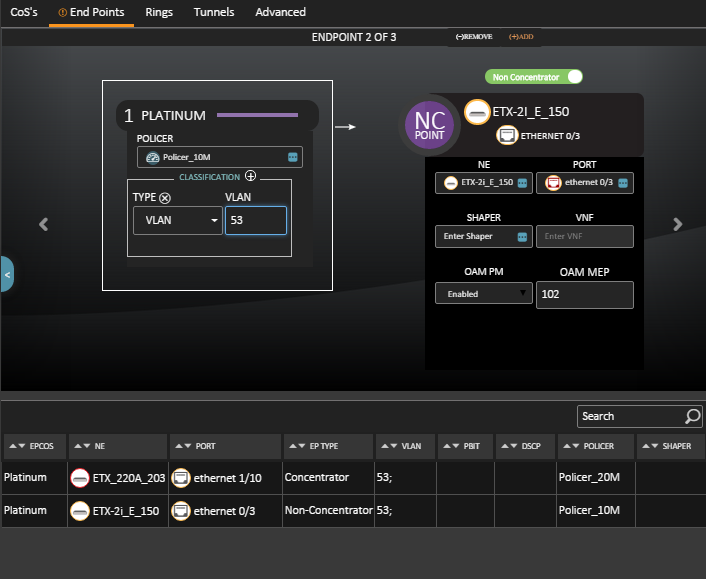 CoS's End Points Rings Tunnels Advanced
ENDPOINT 2 OF 3 (-)REMOVE (+)ADD
Non Concentrator
1 PLATINUM
NC POINT
ETX-2I_E_150
ETHERNET 0/3
POLICER
Policer_10M
CLASSIFICATION
TYPE VLAN
VLAN 53
NE PORT
ETX-2i_E_150 ethernet 0/3
SHAPER VNF
Enter Shaper Enter VNF
OAM PM OAM MEP
Enabled 102
<
Search
EPCOS NE PORT EP TYPE VLAN PBIT DSCP POLICER SHAPER
Platinum ETX_220A_203 ethernet 1/10 Concentrator 53; Policer_20M
Platinum ETX-2i_E_150 ethernet 0/3 Non-Concentrator 53; Policer_10M